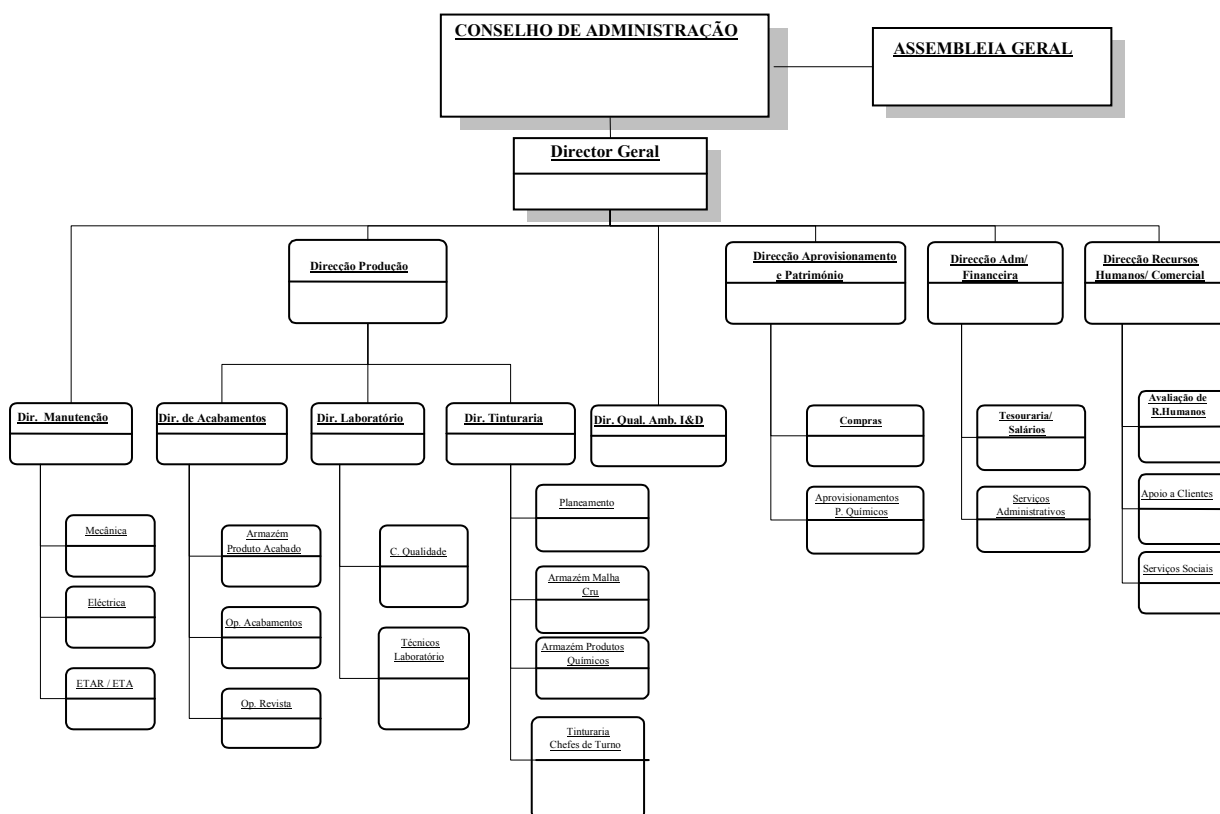 CONSELHO DE ADMINISTRAÇÃO
ASSEMBLEIA GERAL
Director Geral
Direcção Produção
Direcção Aprovisionamento
e Património
Direcção Adm/
Financeira
Direcção Recursos
Humanos/ Comercial
Dir. Manutenção
Dir. de Acabamentos
Dir. Laboratório
Dir. Tinturaria
Dir. Qual. Amb. I&D
Compras
Tesouraria/
Salários
Avaliação de
R.Humanos
Mecânica
Eléctrica
ETAR / ETA
Armazém
Produto Acabado
Op. Acabamentos
Op. Revista
C. Qualidade
Técnicos
Laboratório
Planeamento
Armazém Malha
Cru
Armazém Produtos
Químicos
Tinturaria
Chefes de Turno
Aprovisionamentos
P. Químicos
Serviços
Administrativos
Apoio a Clientes
Serviços Sociais